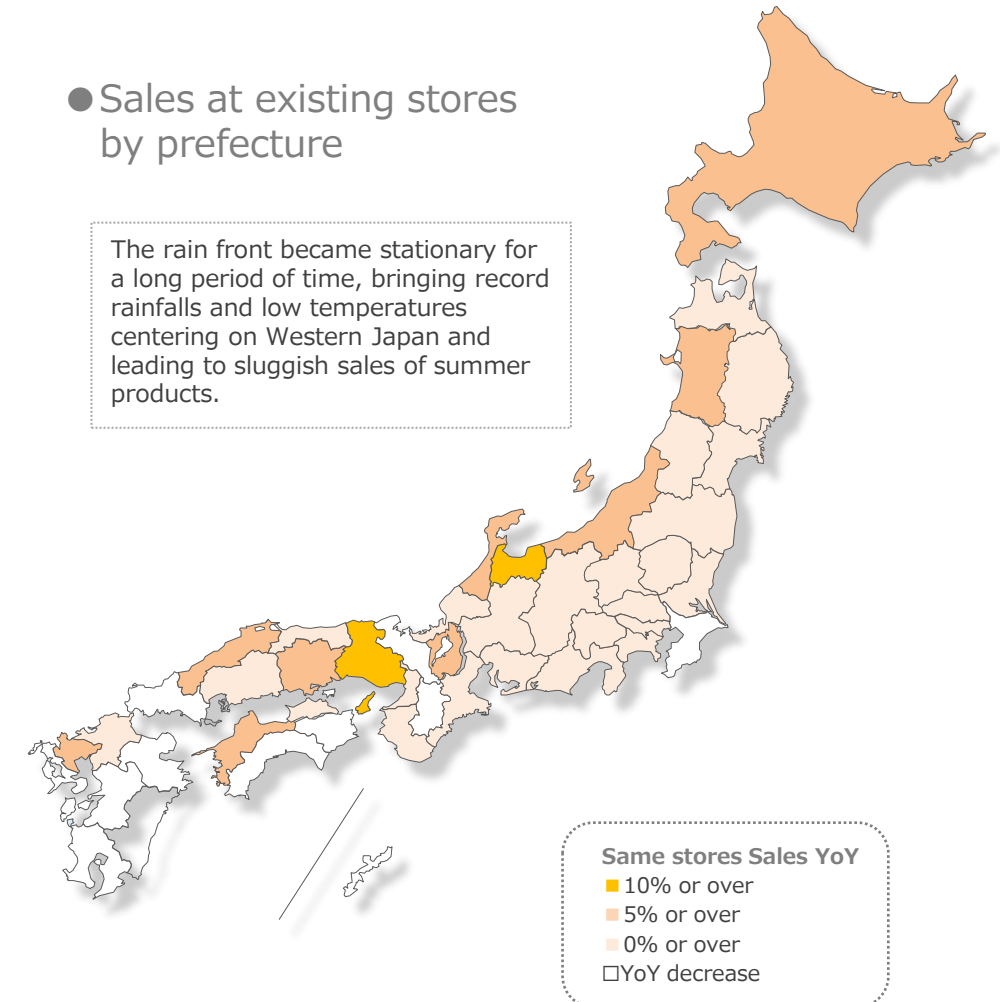 ●Sales at existing stores
by prefecture
The rain front became stationary for
a long period of time, bringing record
rainfalls and low temperatures
centering on Western Japan and
leading to sluggish sales of summer
products.
Same stores Sales YoY
■10% or over
■5% or over
■0% or over
□YoY decrease